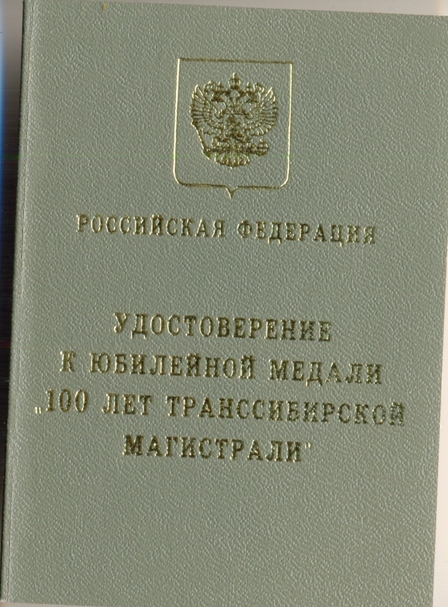 РОССИЙСКАЯ ФЕДЕРАЦИЯ
УДОСТОВЕРЕНИЕ
К ЮБИЛЕЙНОЙ МЕДАЛИ
„100 ЛЕТ ТРАНССИБИРСКОЙ
МАГИСТРАЛИ"